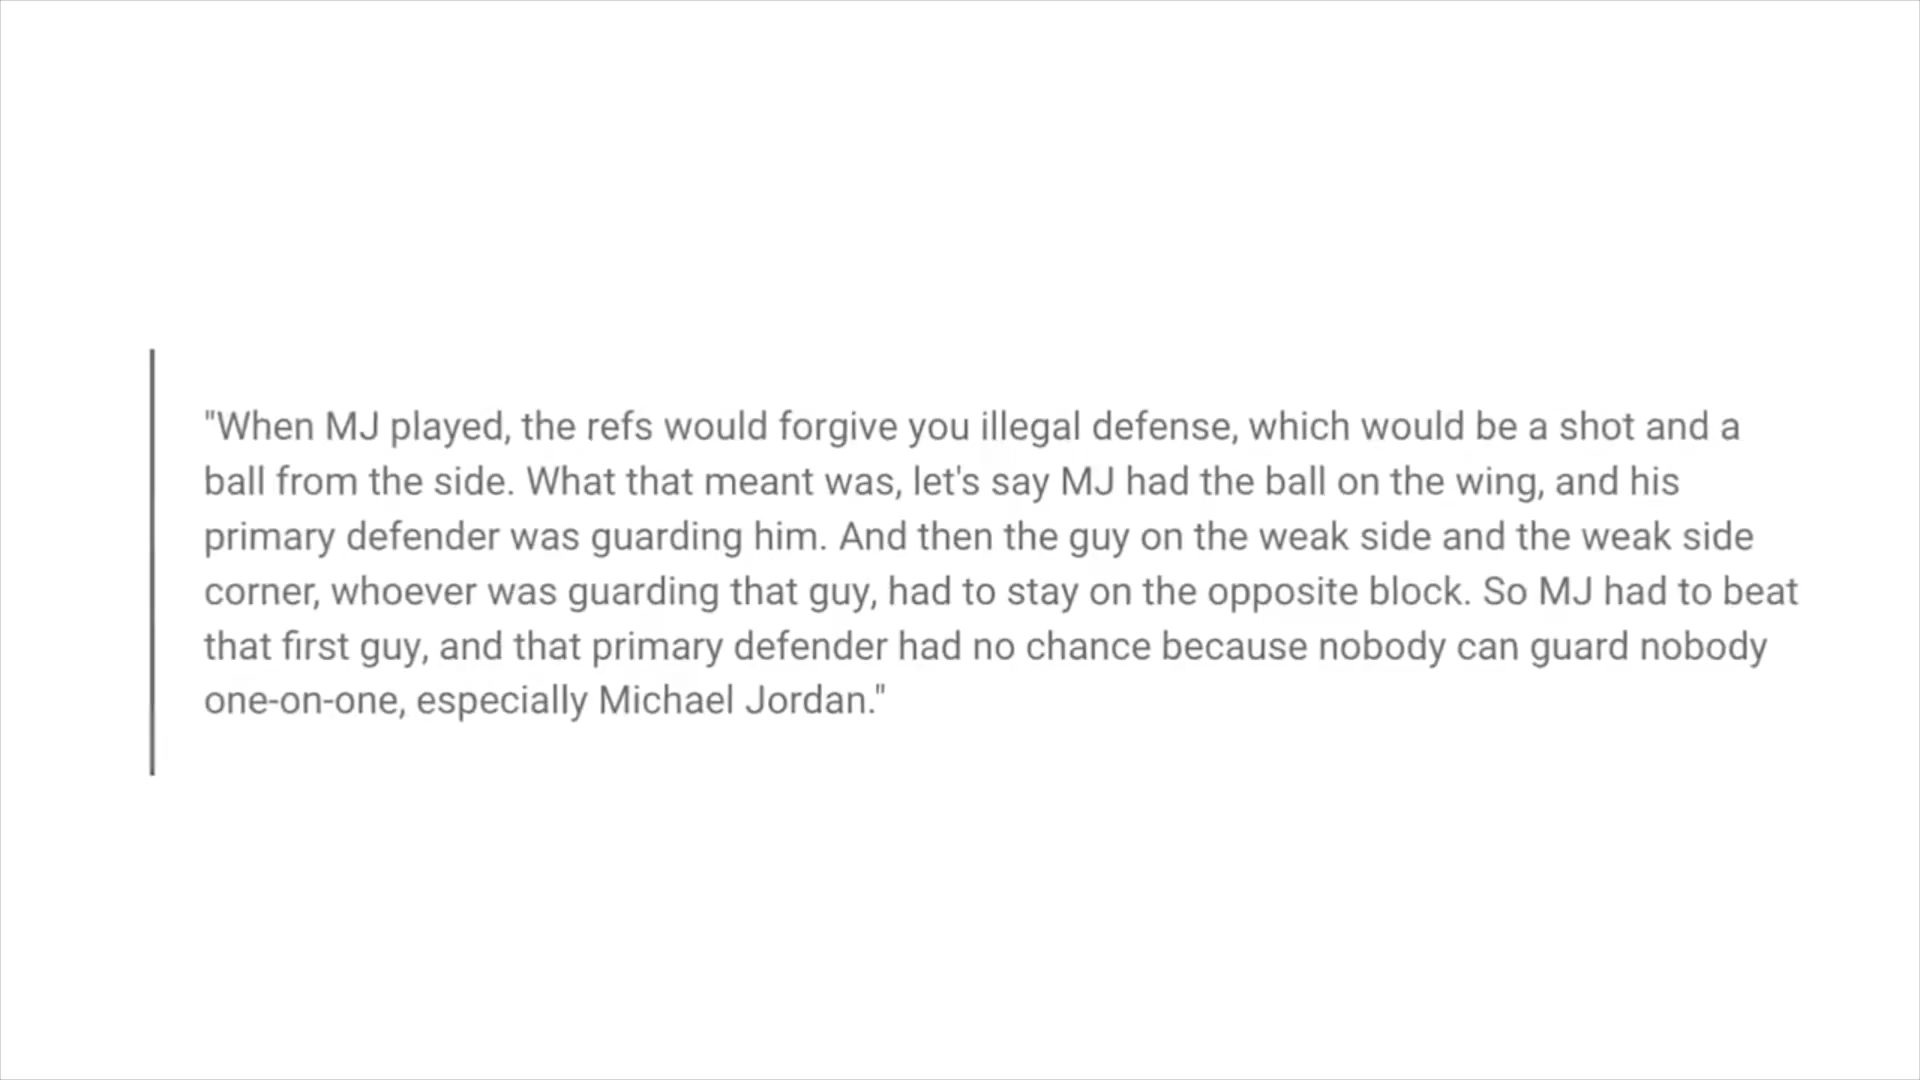 "When MJ played, the refs would forgive you illegal defense, which would be a shot and a
ball from the side. What that meant was, let's say MJ had the ball on the wing, and his
primary defender was guarding him. And then the guy on the weak side and the weak side
corner, whoever was guarding that guy, had to stay on the opposite block. So MJ had to beat
that first guy, and that primary defender had no chance because nobody can guard nobody
one-on-one, especially Michael Jordan."